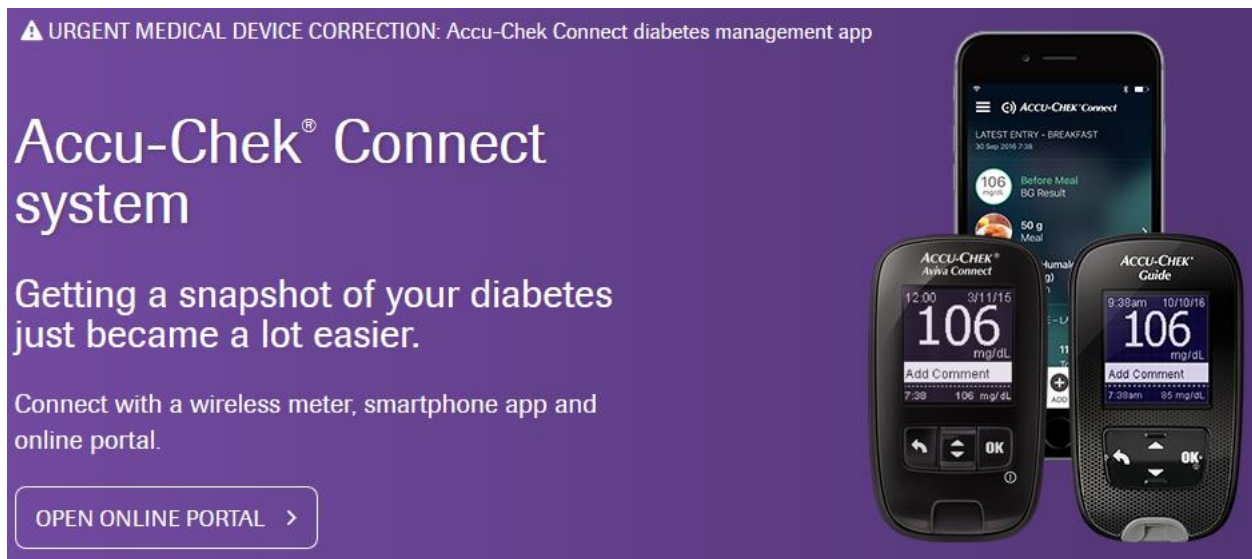 URGENT MEDICAL DEVICE CORRECTION: Accu-Chek Connect diabetes management app
Accu-Chek® Connect
system
Getting a snapshot of your diabetes
just became a lot easier.
Connect with a wireless meter, smartphone app and
online portal.
OPEN ONLINE PORTAL >
ACCU-CHEK Connect
LATEST ENTRY - BREAKFAST
30 Sep 2016 7:38
106
mg/dL
Before Meal
BG Result
50 g
Meal
ADD
ACCU-CHEK®
Aviva Connect
12:00 3/11/15
106
mg/dL
Add Comment
7:38 106 mg/dL
OK
ACCU-CHEK
Guide
9:38am 10/10/16
106
mg/dL
Add Comment
7:38am 85 mg/dL
OK